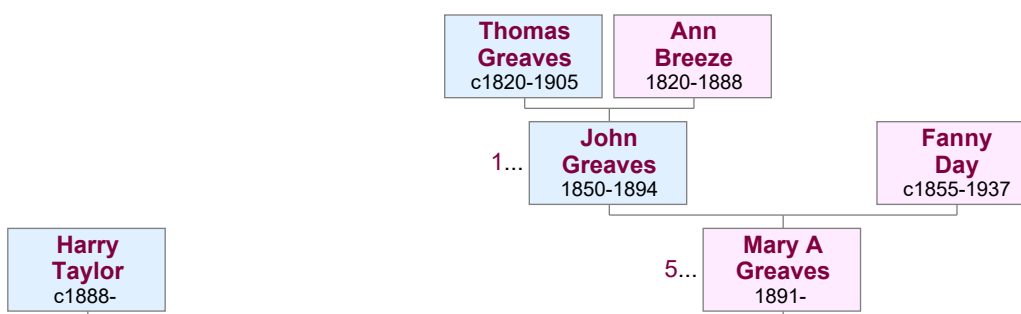 Thomas
Greaves
c1820-1905
Ann
Breeze
1820-1888
1...
John
Greaves
1850-1894
Fanny
Day
c1855-1937
Harry
Taylor
c1888-
5...
Mary A
Greaves
1891-